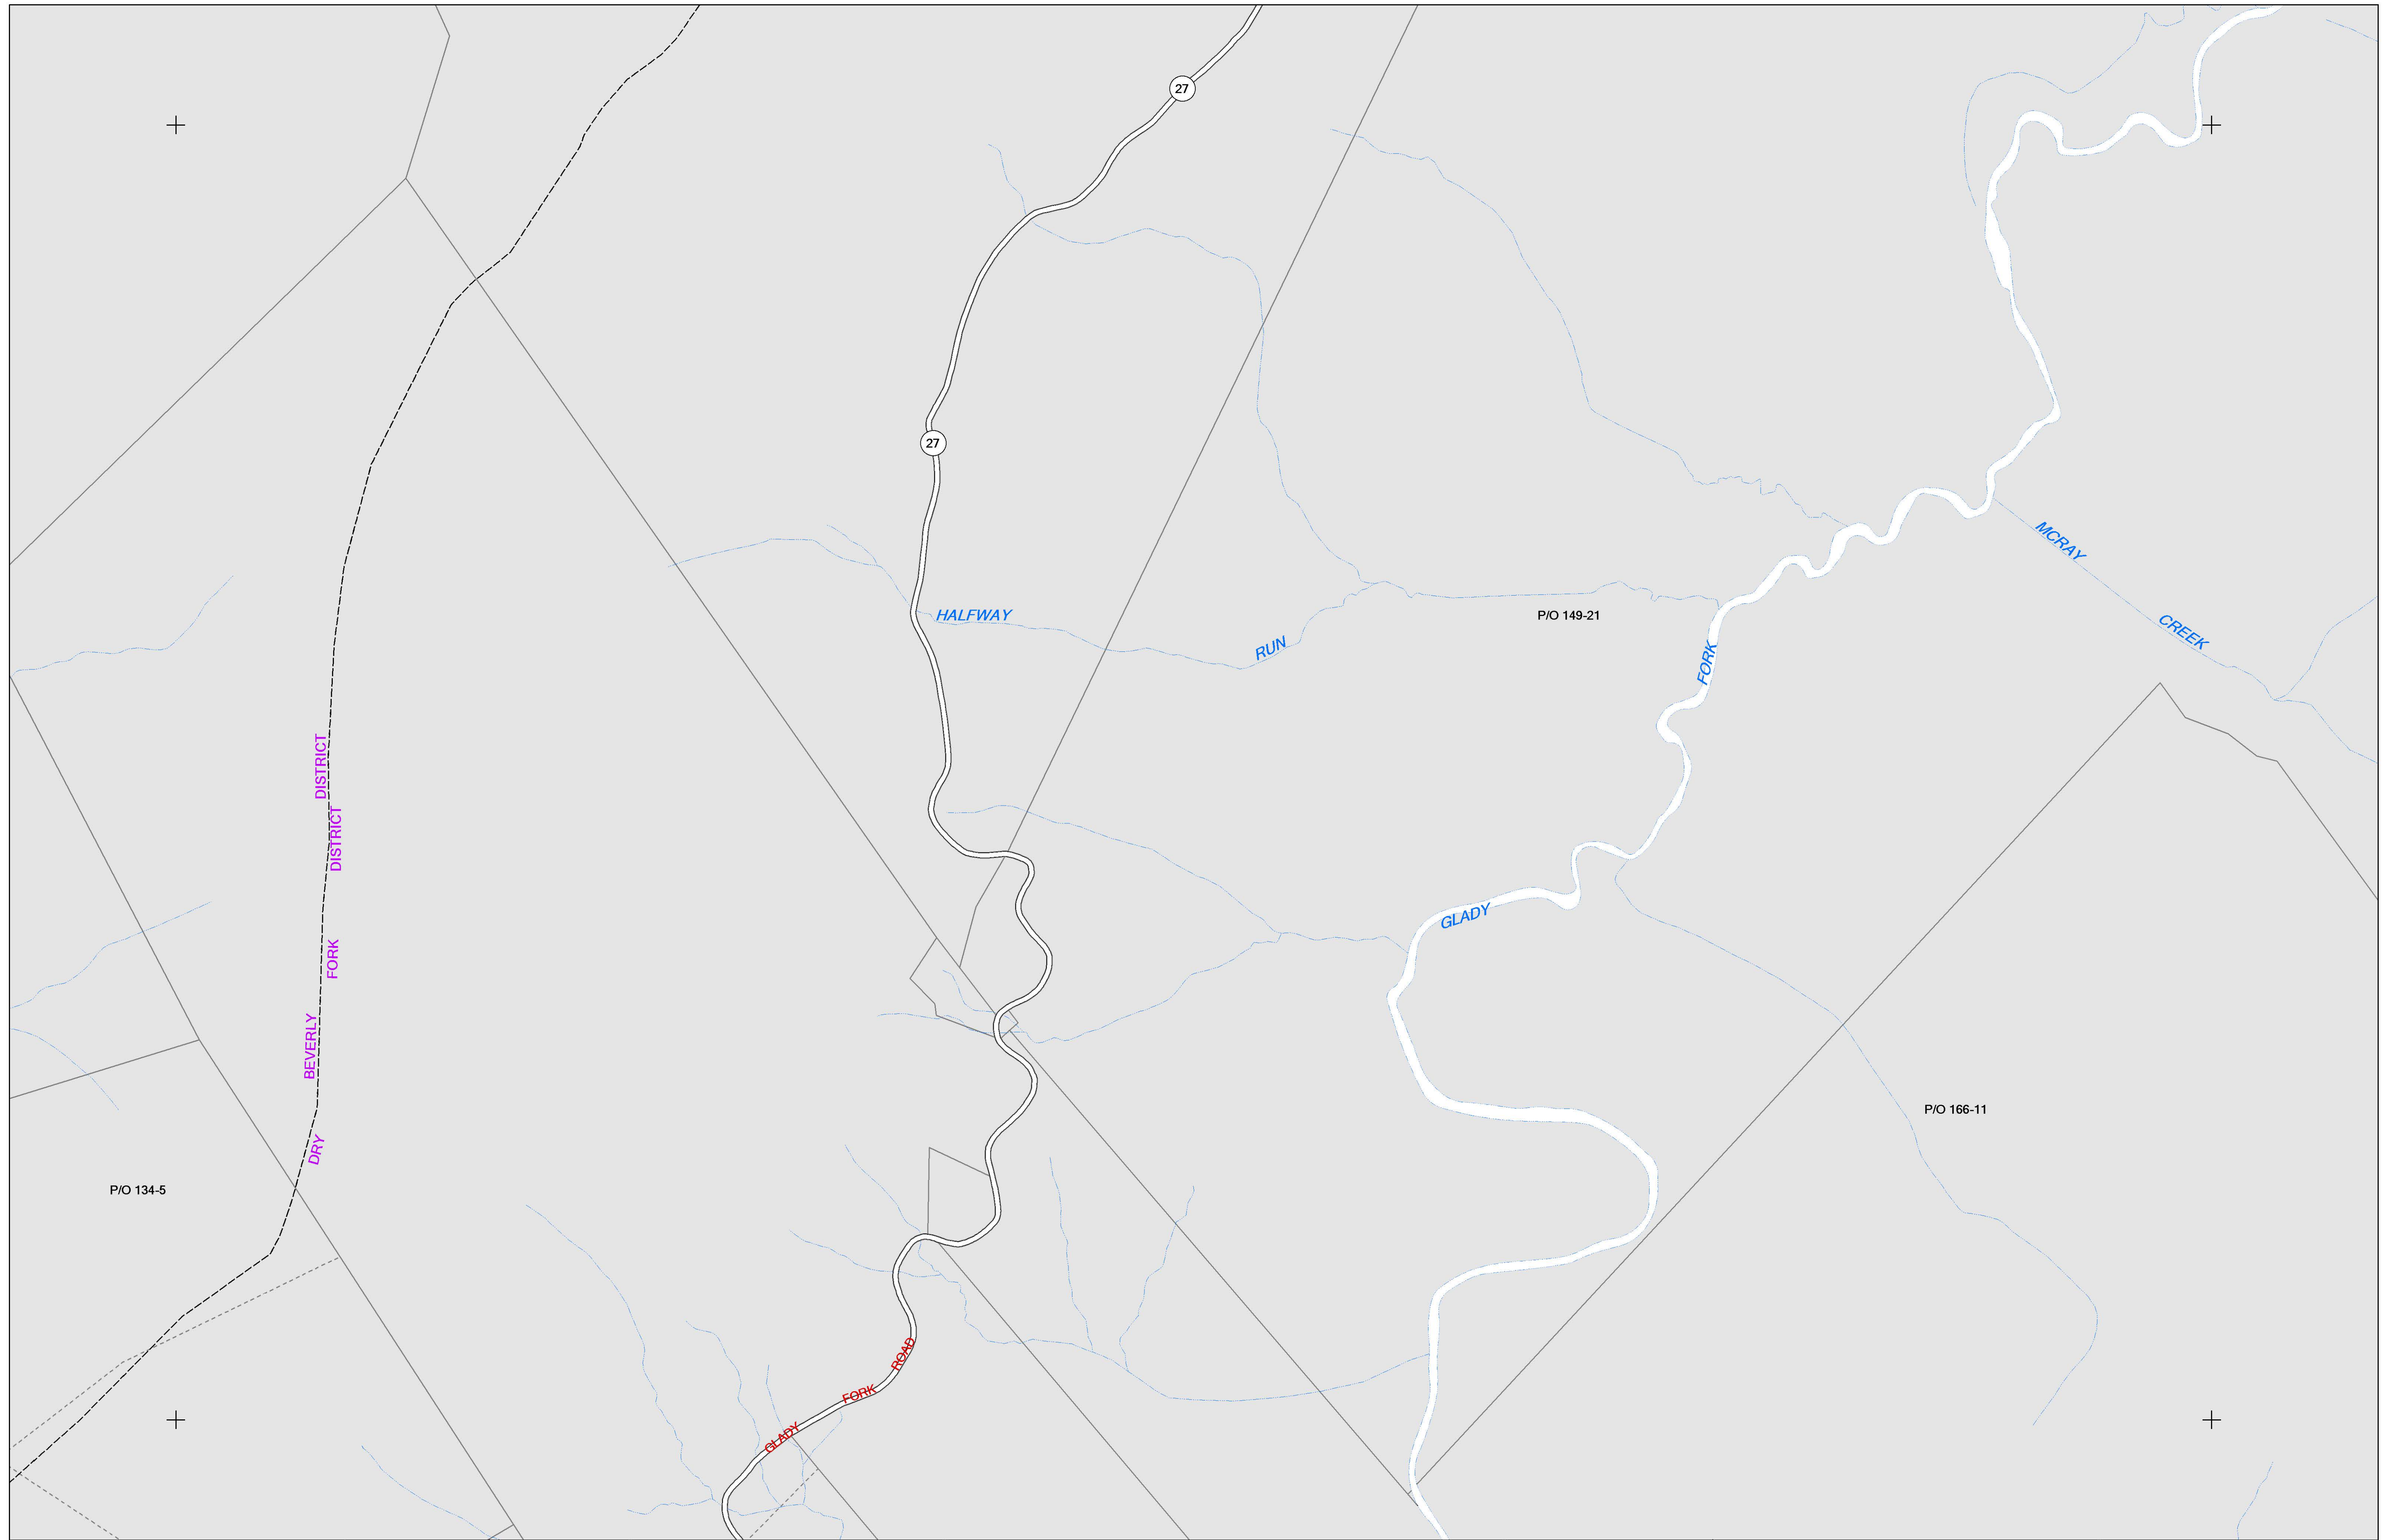 27
27
HALFWAY RUN
P/O 149-21
MCRAY CREEK
GLADY FORK
BEVERLY DISTRICT
DRY FORK DISTRICT
P/O 166-11
P/O 134-5
GLADY FORK ROAD